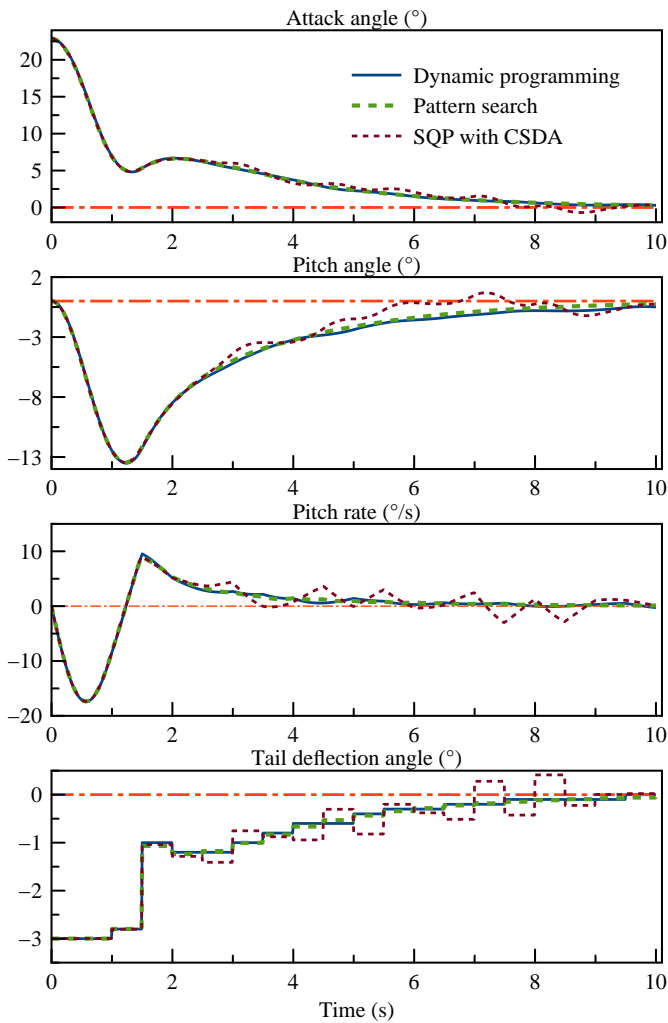 Attack angle (°)
20
15
10
5
0
Dynamic programming
Pattern search
SQP with CSDA
0 2 4 6 8 10
Pitch angle (°)
2
−3
−8
−13
0 2 4 6 8 10
Pitch rate (°/s)
10
0
−10
−20
0 2 4 6 8 10
Tail deflection angle (°)
0
−1
−2
−3
0 2 4 6 8 10
Time (s)